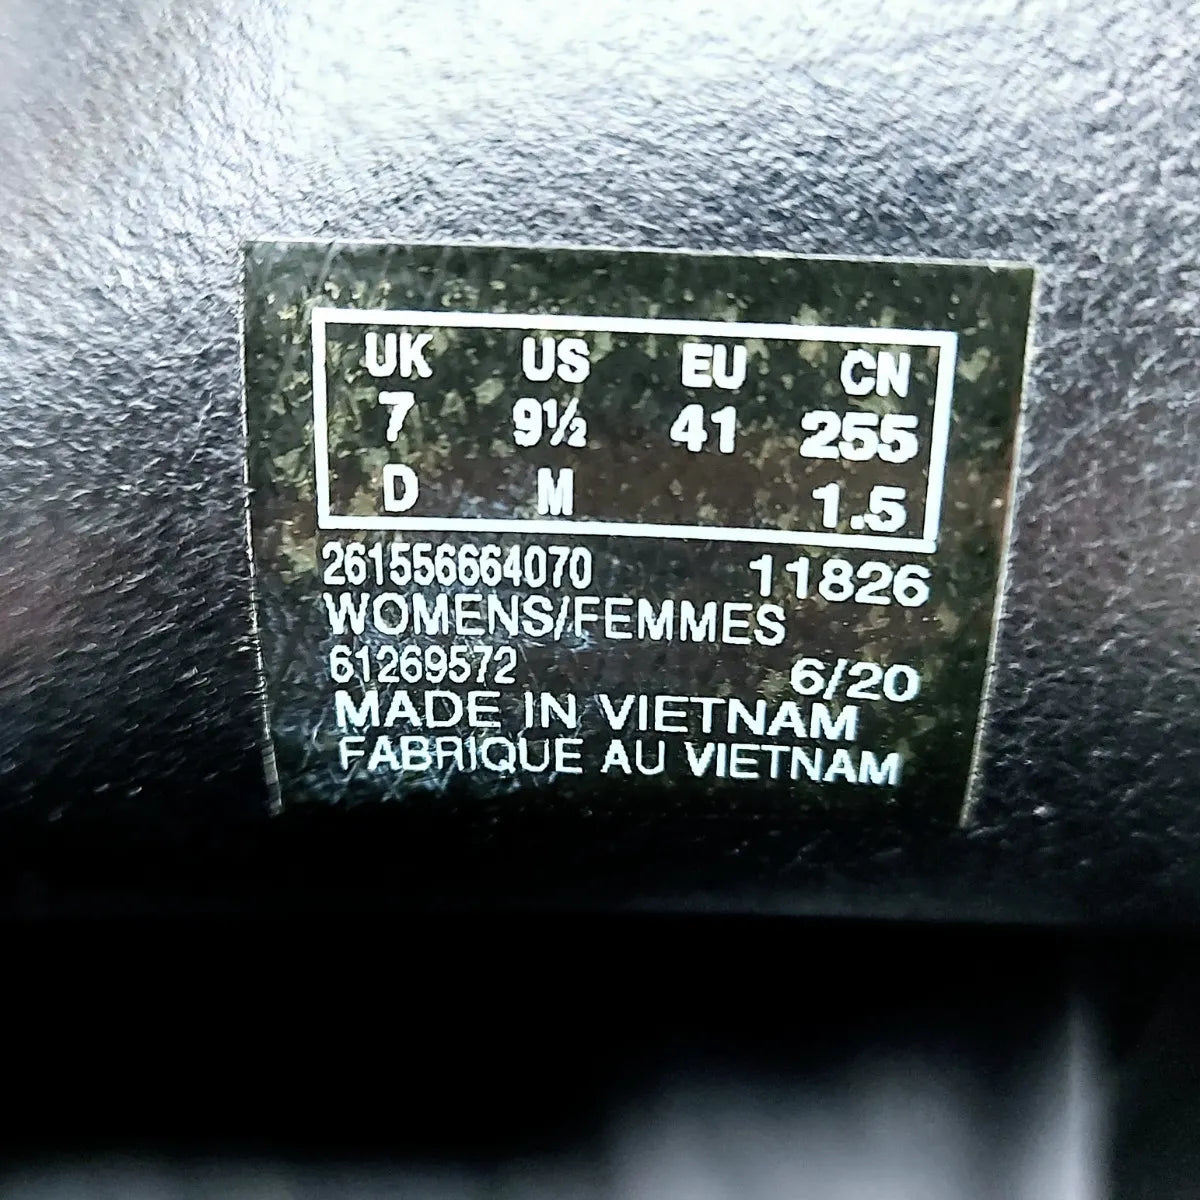 UK US EU CN
7 9½ 41 255
D M 1.5
261556664070 11826
WOMENS/FEMMES
61269572 6/20
MADE IN VIETNAM
FABRIQUE AU VIETNAM